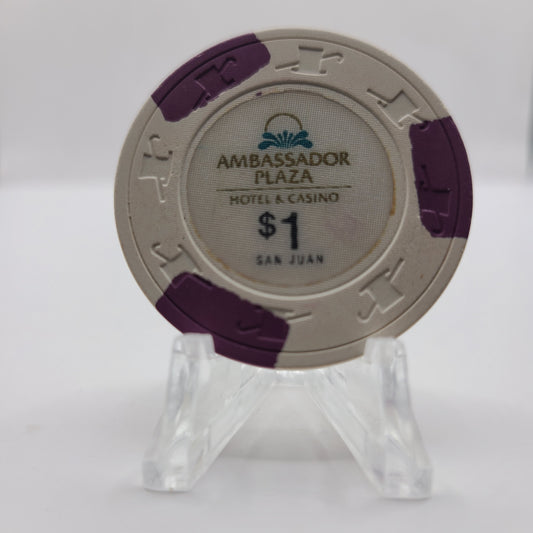 AMBASSADOR
PLAZA
HOTEL & CASINO
$1
SAN JUAN